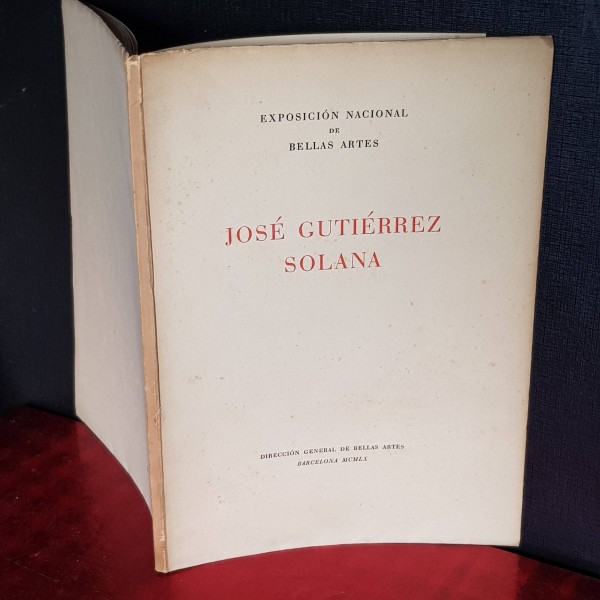 EXPOSICIÓN NACIONAL
DE
BELLAS ARTES
JOSÉ GUTIÉRREZ
SOLANA
DIRECCIÓN GENERAL DE BELLAS ARTES
BARCELONA MCMLX